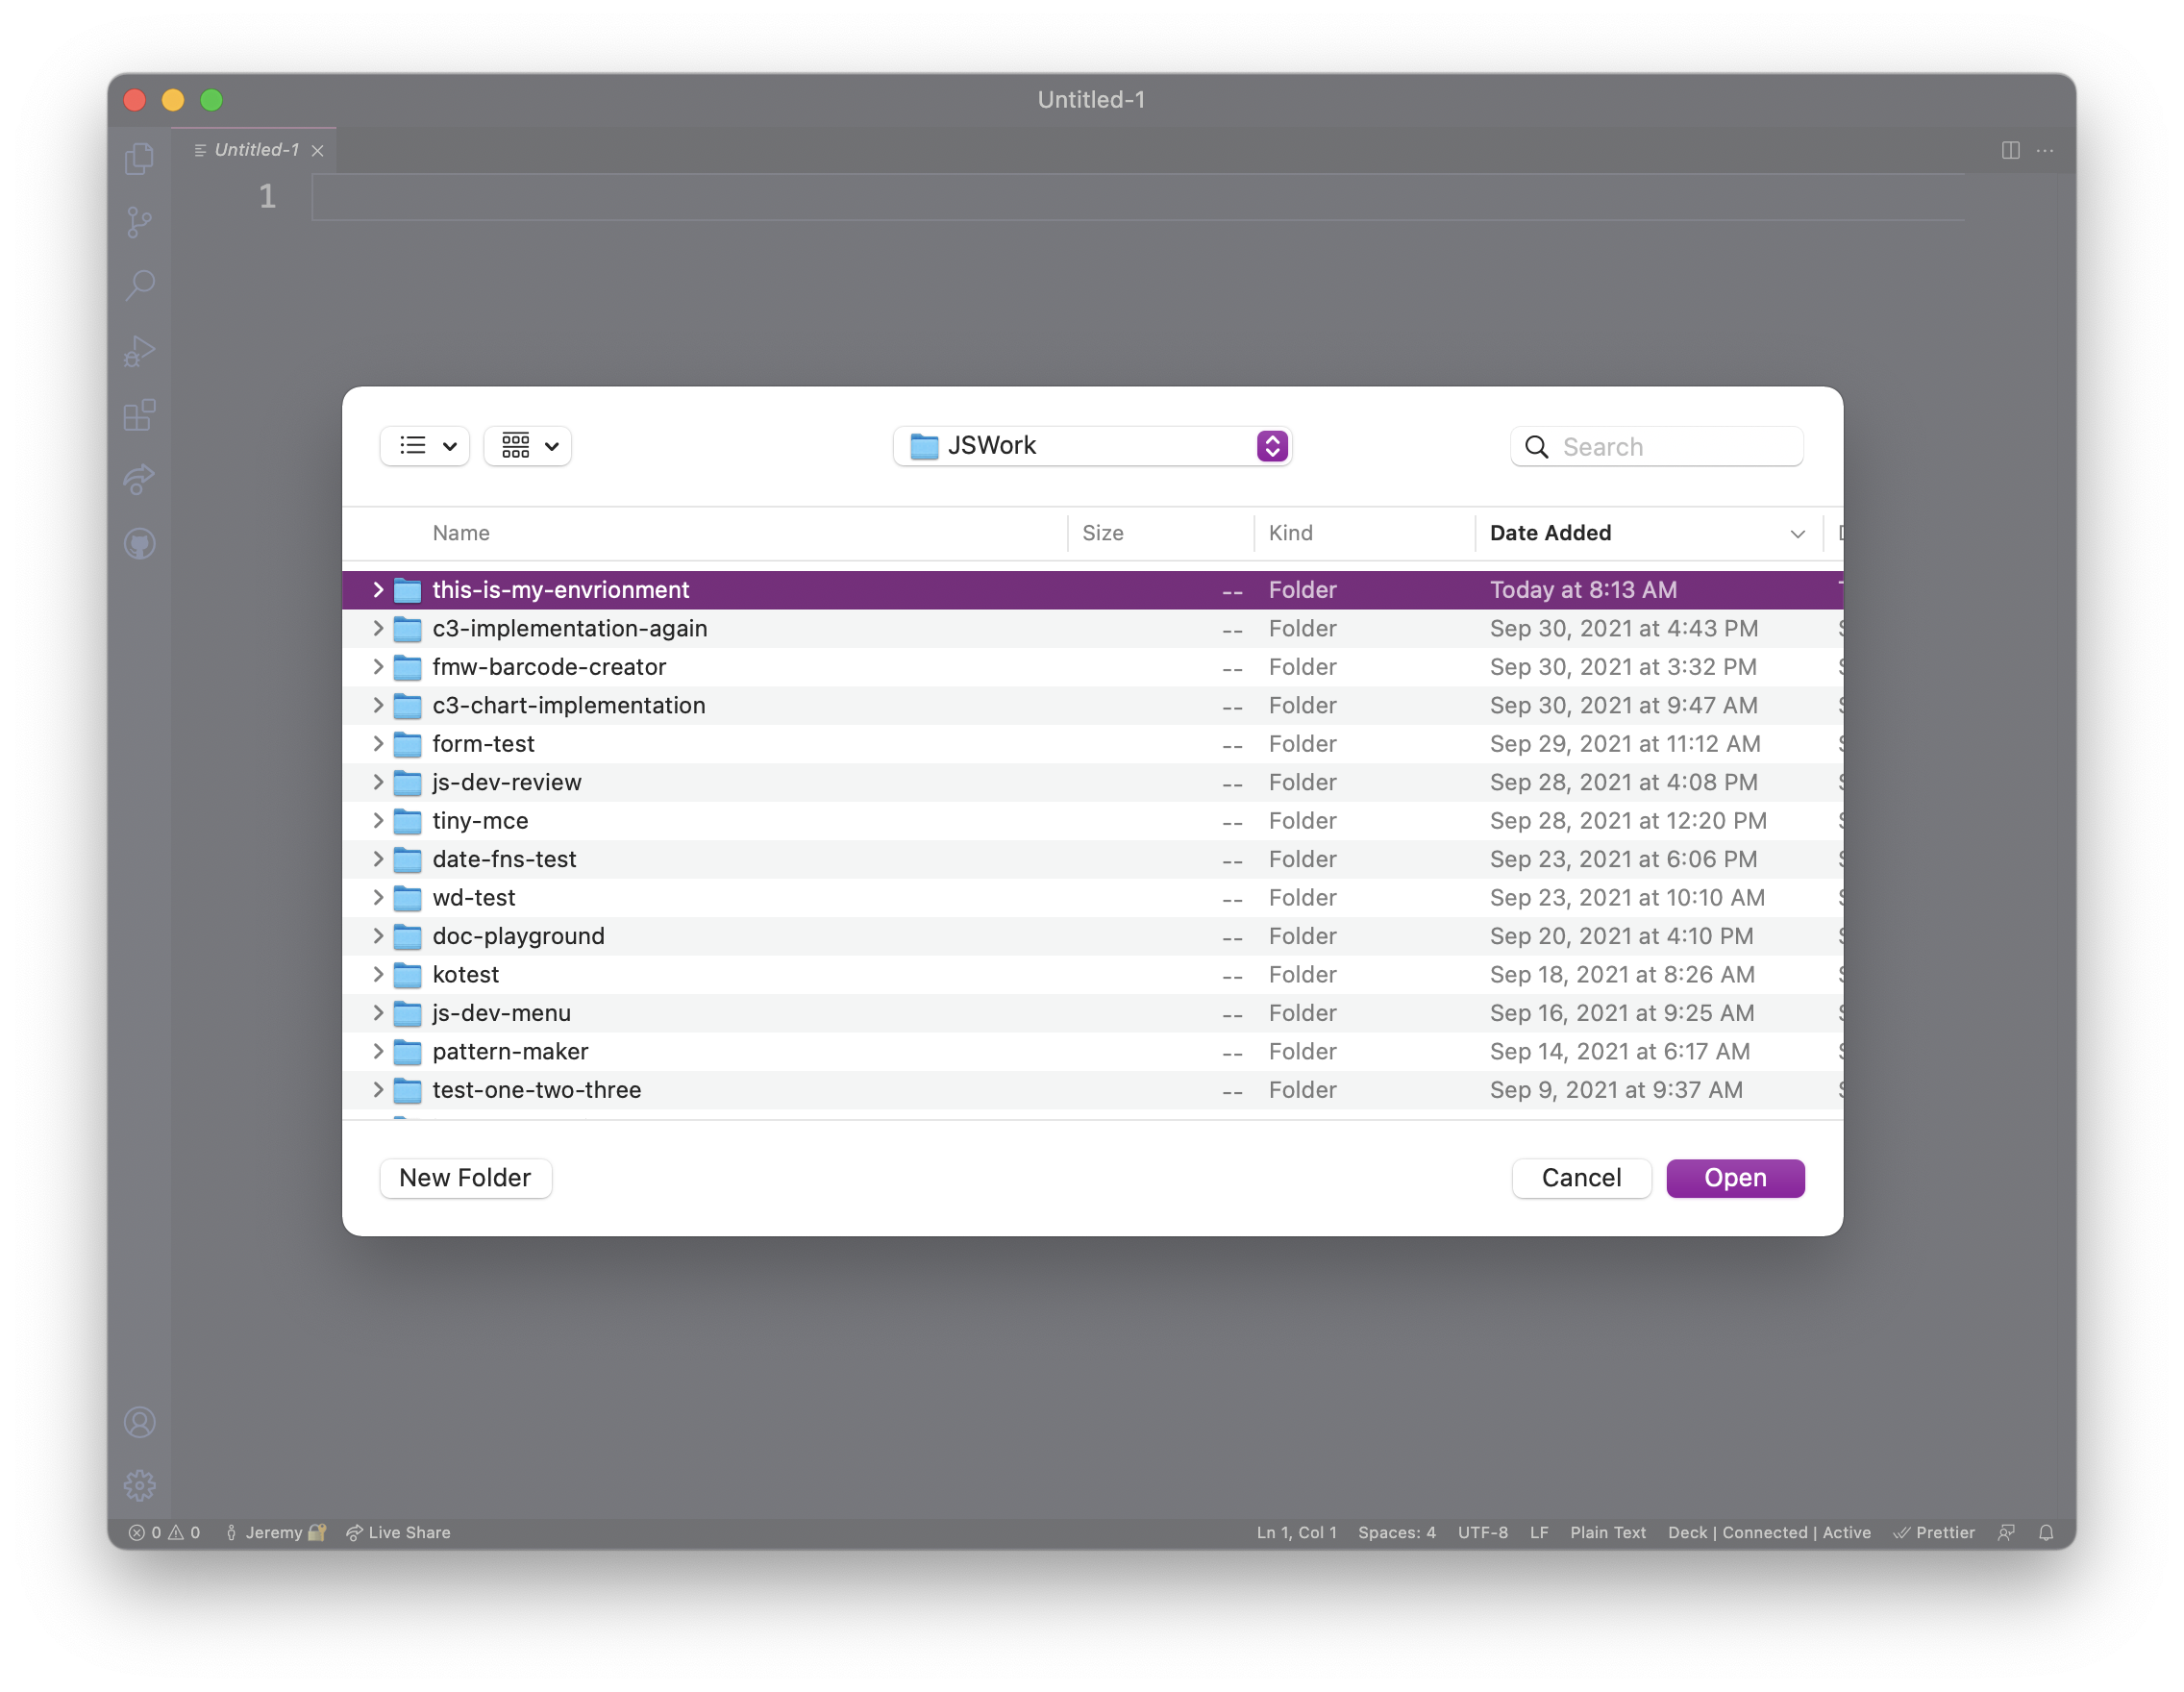 Untitled-1
Untitled-1
1
JSWork
Search
Name Size Kind Date Added
this-is-my-envrionment -- Folder Today at 8:13 AM
c3-implementation-again -- Folder Sep 30, 2021 at 4:43 PM
fmw-barcode-creator -- Folder Sep 30, 2021 at 3:32 PM
c3-chart-implementation -- Folder Sep 30, 2021 at 9:47 AM
form-test -- Folder Sep 29, 2021 at 11:12 AM
js-dev-review -- Folder Sep 28, 2021 at 4:08 PM
tiny-mce -- Folder Sep 28, 2021 at 12:20 PM
date-fns-test -- Folder Sep 23, 2021 at 6:06 PM
wd-test -- Folder Sep 23, 2021 at 10:10 AM
doc-playground -- Folder Sep 20, 2021 at 4:10 PM
kotest -- Folder Sep 18, 2021 at 8:26 AM
js-dev-menu -- Folder Sep 16, 2021 at 9:25 AM
pattern-maker -- Folder Sep 14, 2021 at 6:17 AM
test-one-two-three -- Folder Sep 9, 2021 at 9:37 AM
New Folder Cancel Open
0 0 Jeremy Live Share Ln 1, Col 1 Spaces: 4 UTF-8 LF Plain Text Deck | Connected | Active Prettier